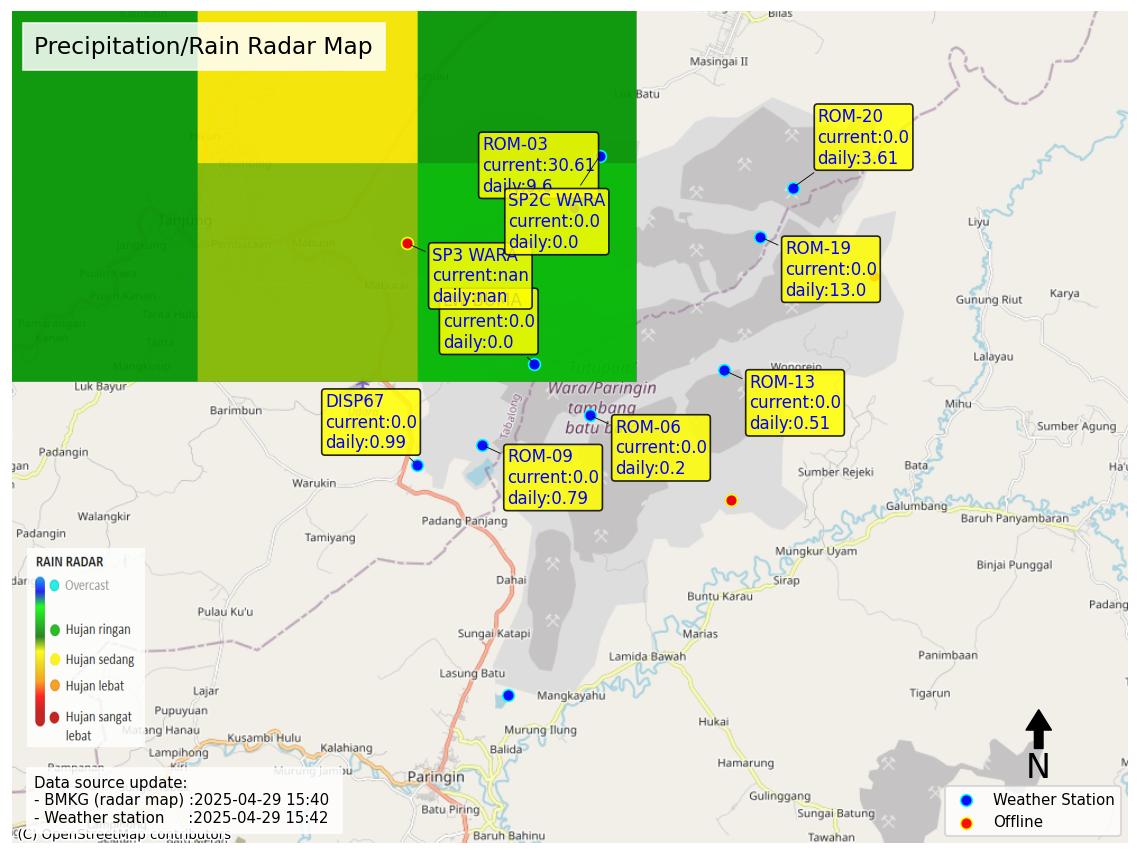 Precipitation/Rain Radar Map
Bilas
Masingai II
Batu
ROM-20
current:0.0
daily:3.61
ROM-03
current:30.61
daily:9.6
SP2C WARA
current:0.0
daily:0.0
Tanjung
Liyu
ROM-19
current:0.0
daily:13.0
SP3 WARA
current:nan
daily:nan
current:0.0
daily:0.0
Mabuun
Gunung Riut
Karya
Lalayau
Wonorejo
Tutupan
Wara/Paringin
tambang
batu b
Tabalong
ROM-13
current:0.0
daily:0.51
Luk Bayur
Barimbun
DISP67
current:0.0
daily:0.99
ROM-06
current:0.0
daily:0.2
ROM-09
current:0.0
daily:0.79
Mihu
Sumber Agung
Padangin
Warukin
Sumber Rejeki
Bata
Galumbang
Baruh Panyambaran
Walangkir
Padangin
Tamiyang
Padang Panjang
Mungkur Uyam
Binjai Punggal
RAIN RADAR
Overcast
Hujan ringan
Hujan sedang
Hujan lebat
Hujan sangat
lebat
Dahai
Sirap
Buntu Karau
Padang
Pulau Ku'u
Sungai Katapi
Marias
Lamida Bawah
Panimbaan
Lasung Batu
Lajar
Mangkayahu
Tigarun
Pupuyuan
Matang Hanau
Hukai
Murung Ilung
Kusambi Hulu
Lampihong
Kalahiang
Balida
Hamarung
Murung Jambu
Paringin
Gulinggang
Batu Piring
Sungai Batung
Baruh Bahinu
Tawahan
N
Data source update:
- BMKG (radar map) :2025-04-29 15:40
- Weather station :2025-04-29 15:42
(C) OpenStreetMap contributors
Weather Station
Offline